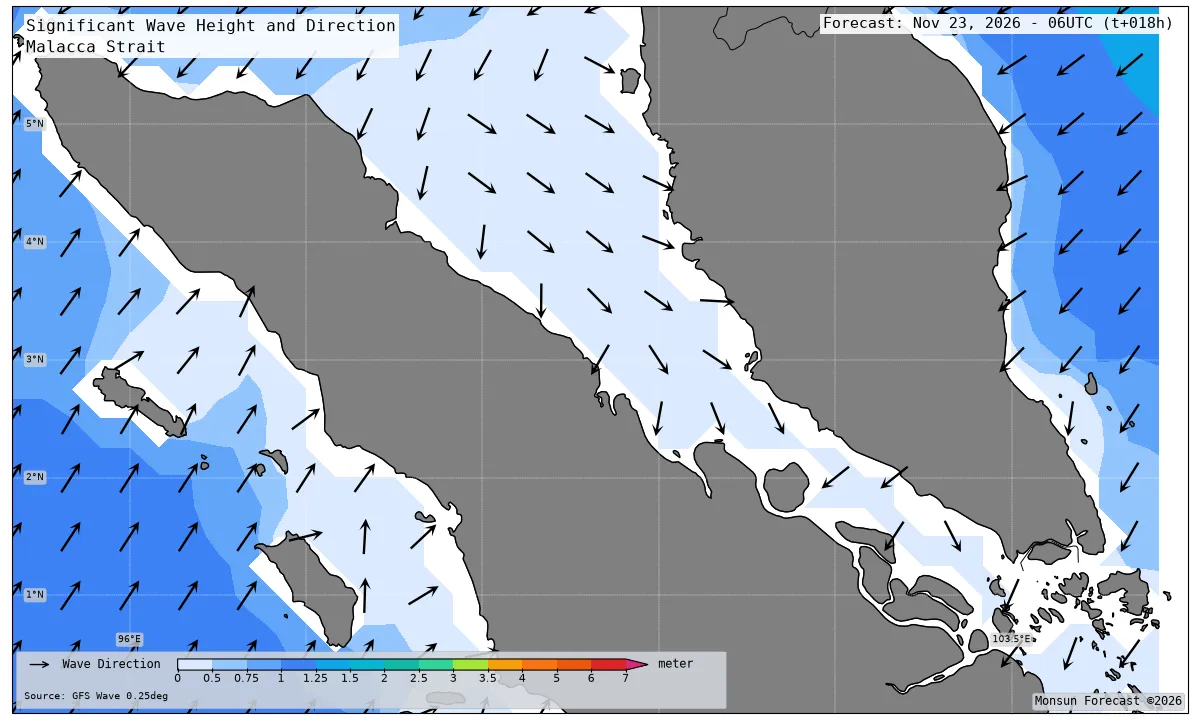 Significant Wave Height and Direction
Malacca Strait
Forecast: Nov 23, 2026 - 06UTC (t+018h)
5°N
4°N
3°N
2°N
1°N
96°E
103.5°E
Wave Direction
meter
0 0.5 0.75 1 1.25 1.5 2 2.5 3 3.5 4 5 6 7
Source: GFS Wave 0.25deg
Monsun Forecast ©2026